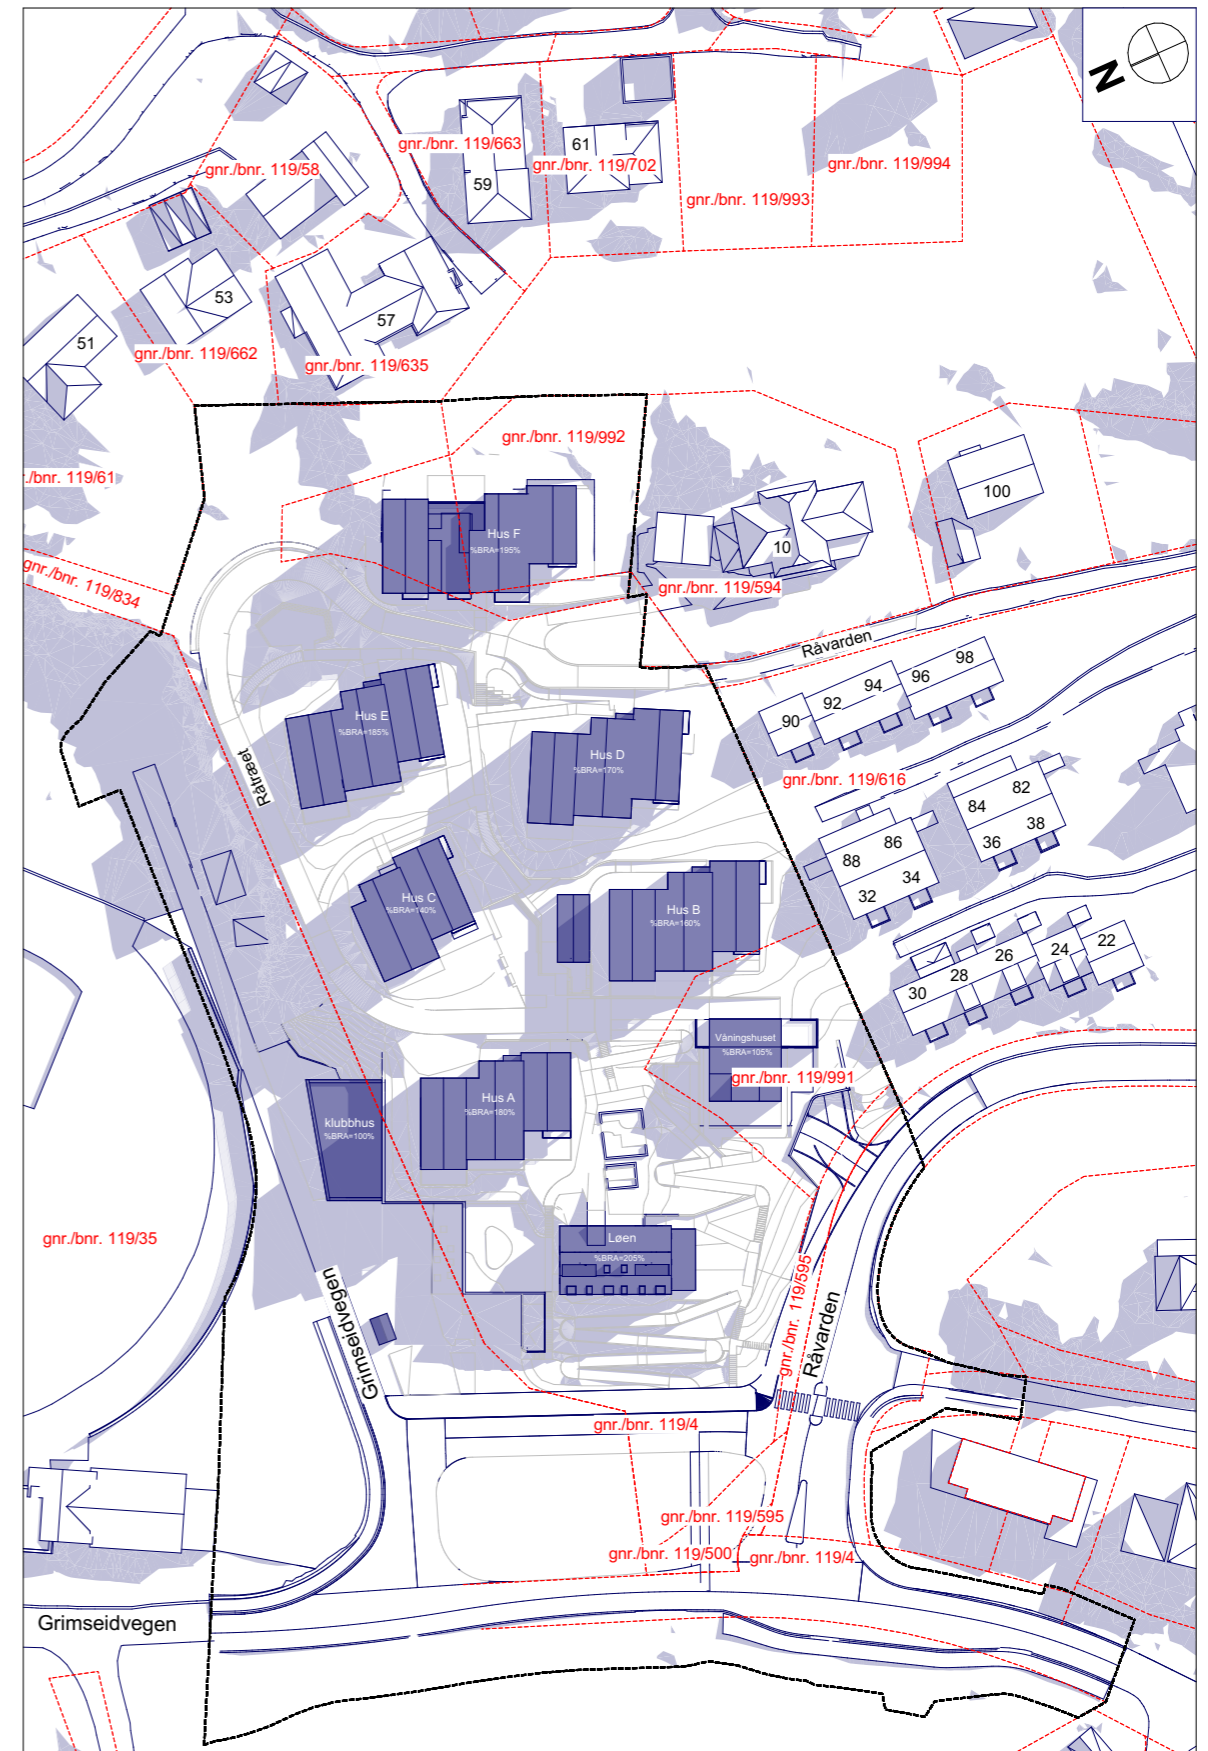 N
gnr./bnr. 119/663
61
gnr./bnr. 119/702
gnr./bnr. 119/994
gnr./bnr. 119/58
59
gnr./bnr. 119/993
53
57
51
gnr./bnr. 119/662
gnr./bnr. 119/635
gnr./bnr. 119/992
r./bnr. 119/61
100
Hus F
%BRA=195%
10
gnr./bnr. 119/834
gnr./bnr. 119/594
Råvarden
98
96
94
92
90
Hus E
%BRA=185%
Hus D
%BRA=170%
Råtræet
gnr./bnr. 119/616
82
84
38
36
86
88
34
32
Hus C
%BRA=140%
Hus B
%BRA=160%
22
24
26
28
30
Våningshuset
%BRA=105%
gnr./bnr. 119/991
Hus A
%BRA=180%
klubbhus
%BRA=100%
gnr./bnr. 119/35
Løen
%BRA=205%
Grimseidvegen
gnr./bnr. 119/595
Råvarden
gnr./bnr. 119/4
gnr./bnr. 119/595
gnr./bnr. 119/500
gnr./bnr. 119/4
Grimseidvegen